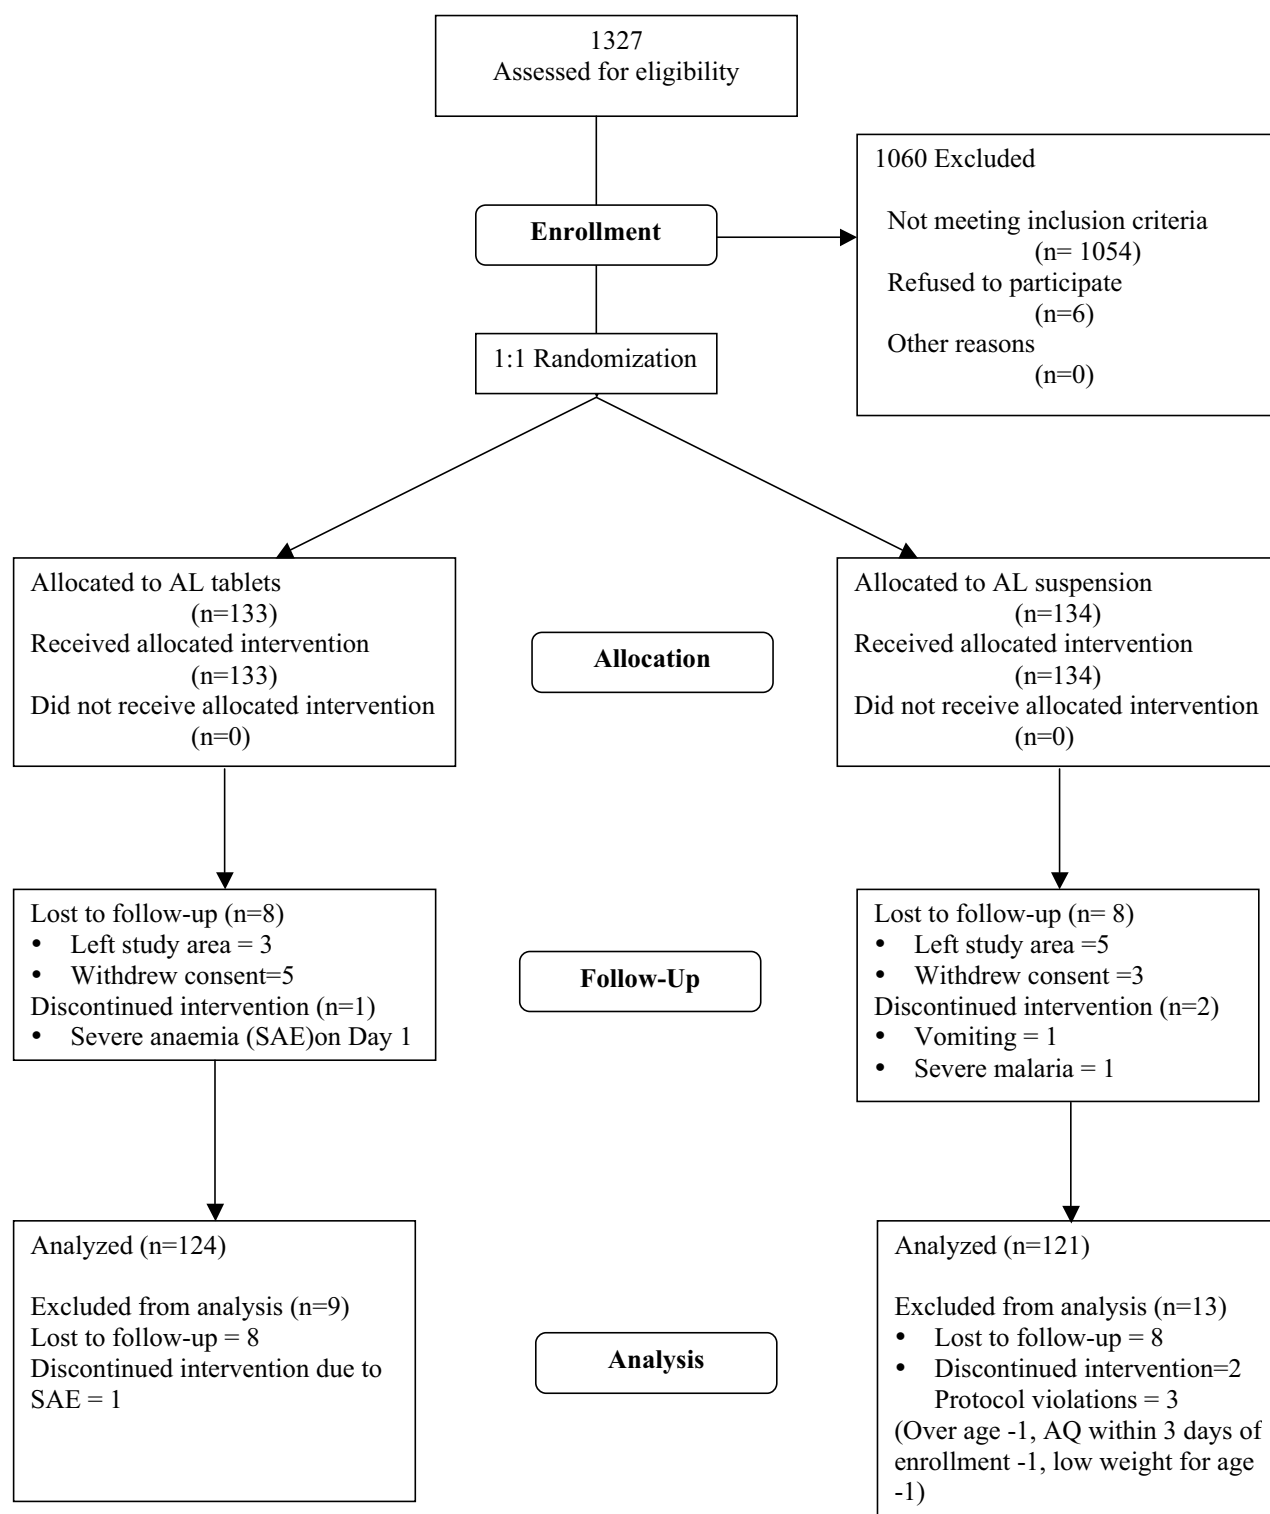 1327
Assessed for eligibility
1060 Excluded
Not meeting inclusion criteria
(n= 1054)
Refused to participate
(n=6)
Other reasons
(n=0)
Enrollment
1:1 Randomization
Allocated to AL tablets
(n=133)
Received allocated intervention
(n=133)
Did not receive allocated intervention
(n=0)
Allocation
Allocated to AL suspension
(n=134)
Received allocated intervention
(n=134)
Did not receive allocated intervention
(n=0)
Lost to follow-up (n=8)
• Left study area = 3
• Withdrew consent=5
Discontinued intervention (n=1)
• Severe anaemia (SAE)on Day 1
Follow-Up
Lost to follow-up (n= 8)
• Left study area =5
• Withdrew consent =3
Discontinued intervention (n=2)
• Vomiting = 1
• Severe malaria = 1
Analyzed (n=124)
Excluded from analysis (n=9)
Lost to follow-up = 8
Discontinued intervention due to
SAE = 1
Analysis
Analyzed (n=121)
Excluded from analysis (n=13)
• Lost to follow-up = 8
• Discontinued intervention=2
Protocol violations = 3
(Over age -1, AQ within 3 days of
enrollment -1, low weight for age
-1)